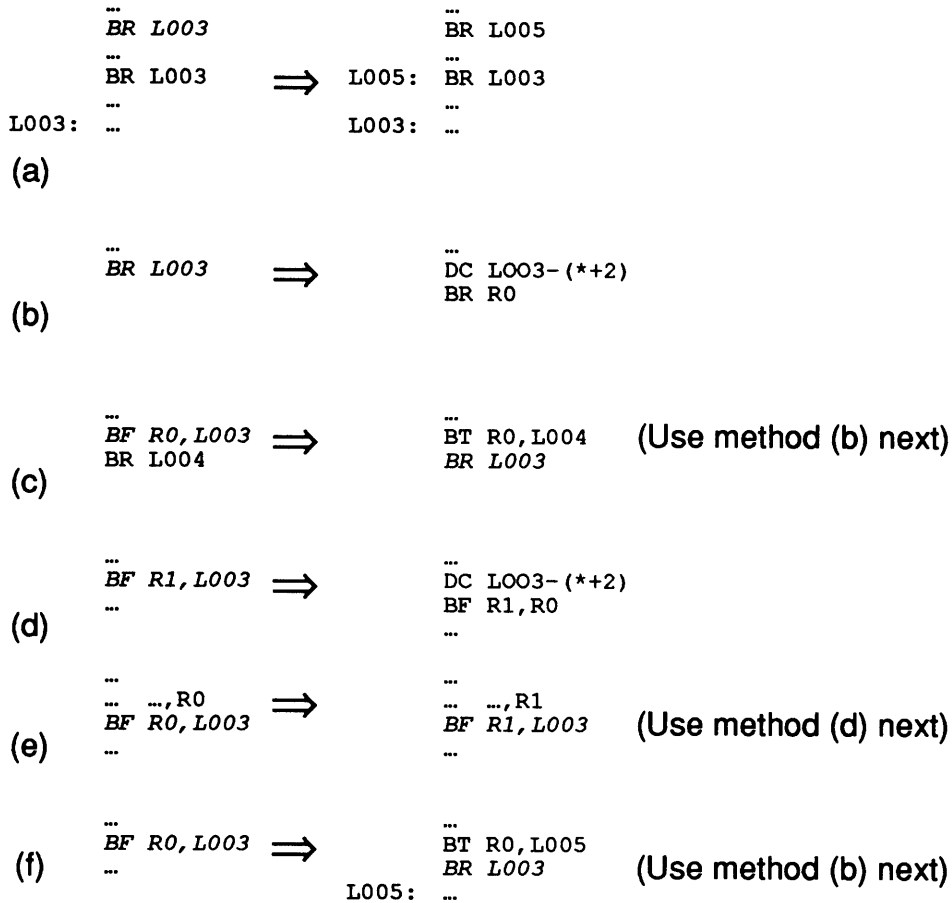 … …
BR L003 BR L005
… …
BR L003 ⟹ L005: BR L003
… …
L003: … L003: …
(a)
… …
BR L003 ⟹ DC LOO3-(*+2)
BR R0
(b)
… …
BF R0,L003 ⟹ BT R0,L004 (Use method (b) next)
BR L004 BR L003
(c)
… …
BF R1,L003 ⟹ DC LOO3-(*+2)
… BF R1,R0
(d) …
… …
… …,R0 ⟹ … …,R1
BF R0,L003 BF R1,L003 (Use method (d) next)
(e) … …
… …
BF R0,L003 ⟹ BT R0,L005
(f) … BR L003 (Use method (b) next)
L005: …